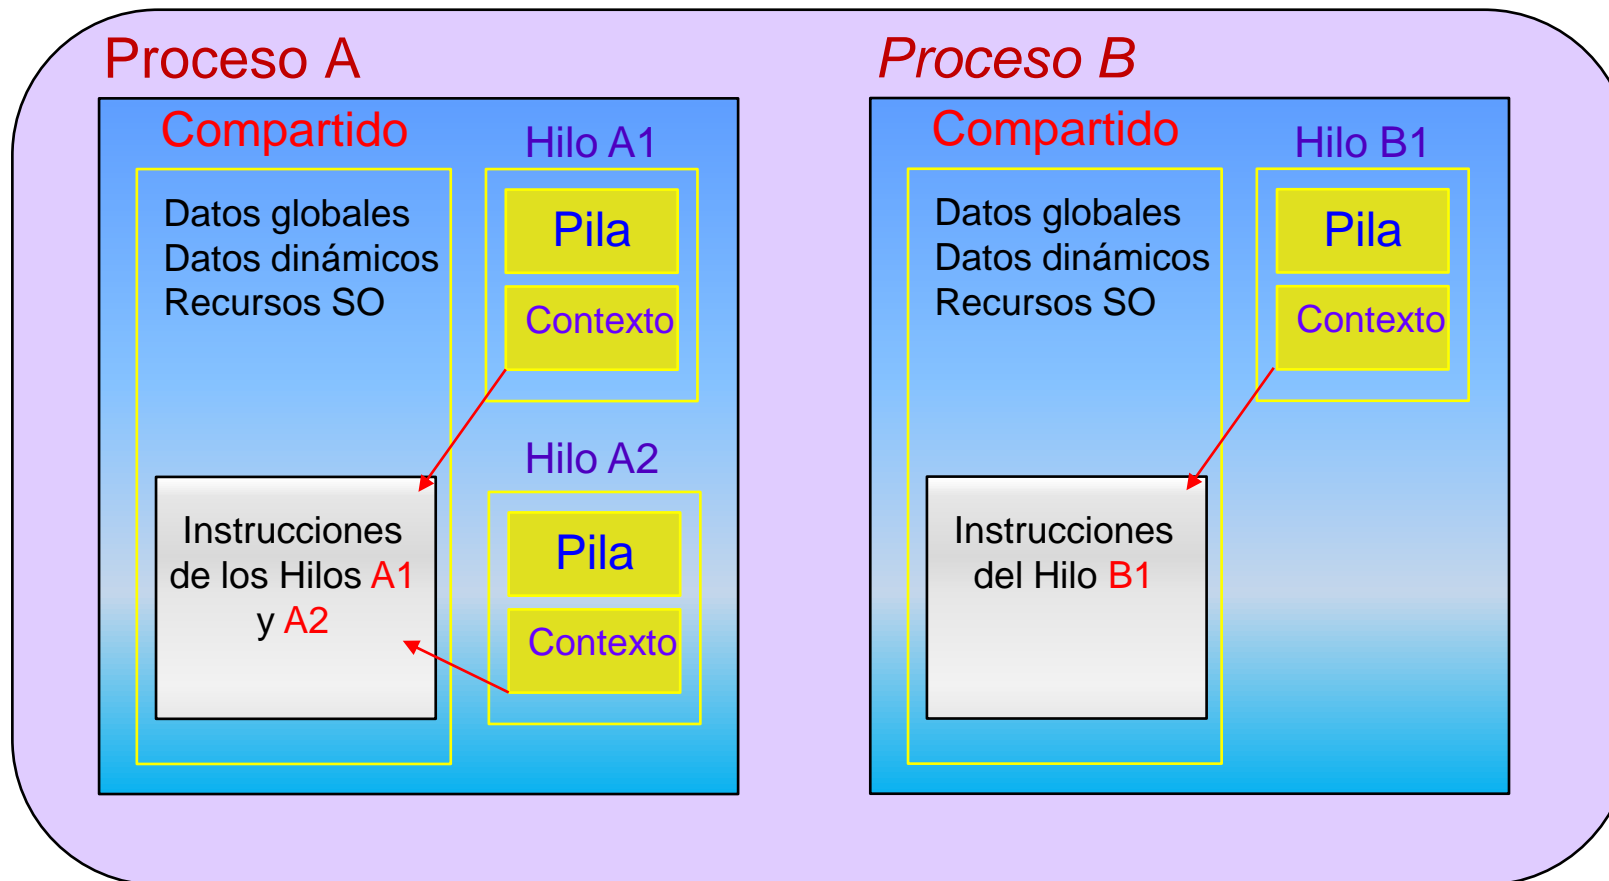 Proceso A
Compartido
Datos globales
Datos dinámicos
Recursos SO
Instrucciones
de los Hilos A1
y A2
Hilo A1
Pila
Contexto
Hilo A2
Pila
Contexto
Proceso B
Compartido
Datos globales
Datos dinámicos
Recursos SO
Instrucciones
del Hilo B1
Hilo B1
Pila
Contexto